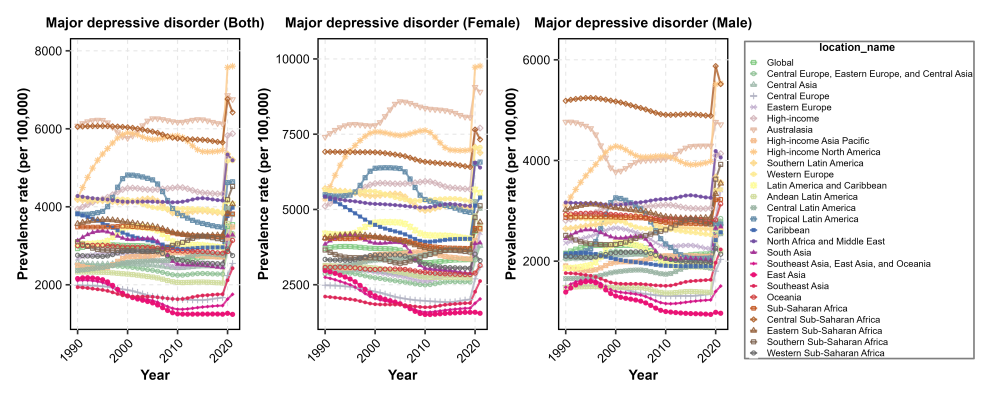 Major depressive disorder (Both)
Major depressive disorder (Female)
Major depressive disorder (Male)
Prevalence rate (per 100,000)
8000
6000
4000
2000
1990
2000
2010
2020
Year
Prevalence rate (per 100,000)
10000
7500
5000
2500
1990
2000
2010
2020
Year
Prevalence rate (per 100,000)
6000
4000
2000
1990
2000
2010
2020
Year
location_name
Global
Central Europe, Eastern Europe, and Central Asia
Central Asia
Central Europe
Eastern Europe
High-income
Australasia
High-income Asia Pacific
High-income North America
Southern Latin America
Western Europe
Latin America and Caribbean
Andean Latin America
Central Latin America
Tropical Latin America
Caribbean
North Africa and Middle East
South Asia
Southeast Asia, East Asia, and Oceania
East Asia
Southeast Asia
Oceania
Sub-Saharan Africa
Central Sub-Saharan Africa
Eastern Sub-Saharan Africa
Southern Sub-Saharan Africa
Western Sub-Saharan Africa